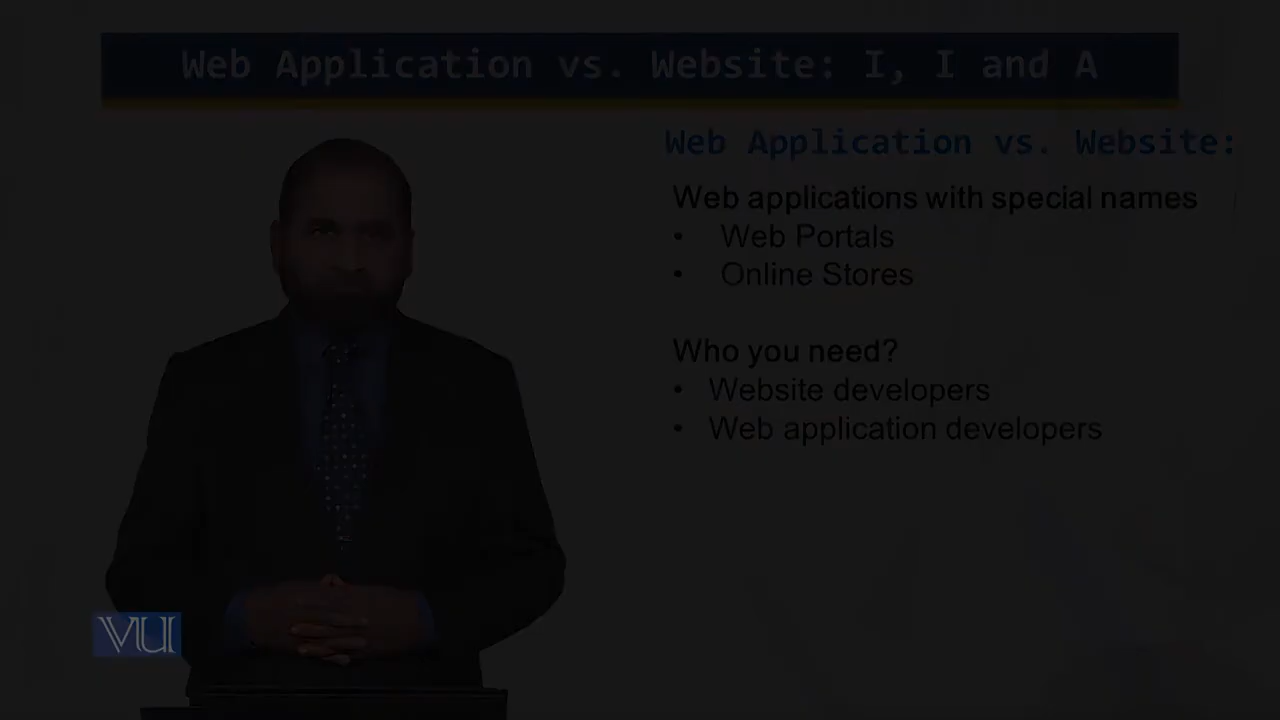 Web Application vs. Website: I, I and A
Web Application vs. Website:
Web applications with special names
• Web Portals
• Online Stores
Who you need?
• Website developers
• Web application developers
VU